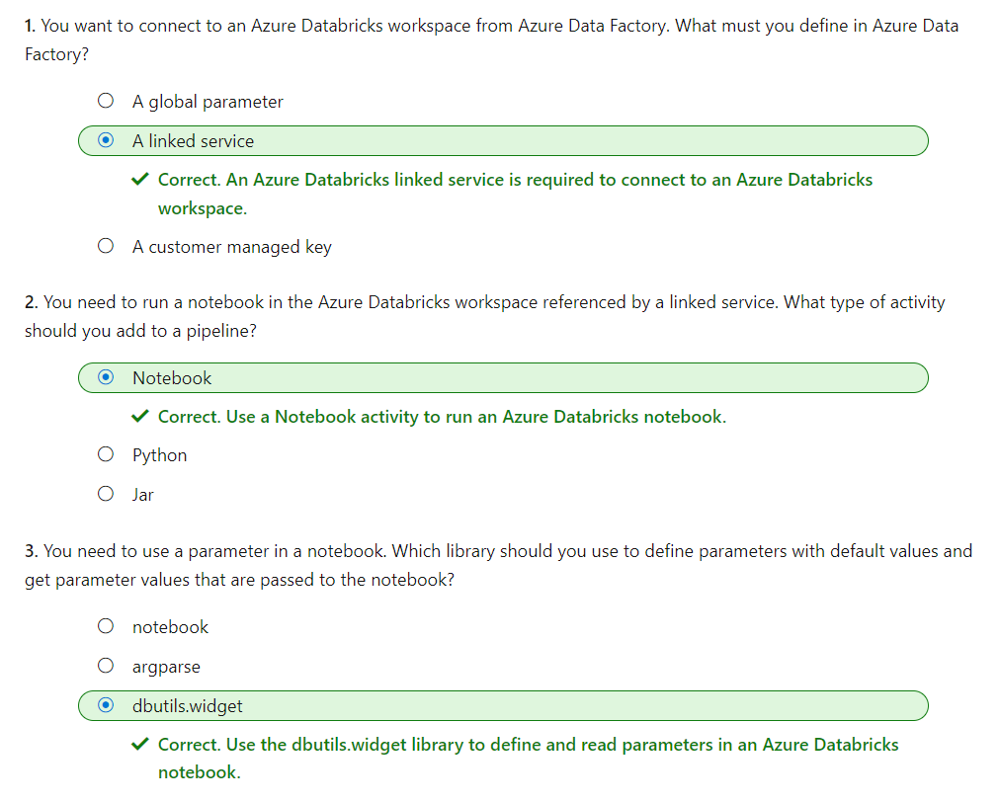 1. You want to connect to an Azure Databricks workspace from Azure Data Factory. What must you define in Azure Data
Factory?
A global parameter
A linked service
Correct. An Azure Databricks linked service is required to connect to an Azure Databricks
workspace.
A customer managed key
2. You need to run a notebook in the Azure Databricks workspace referenced by a linked service. What type of activity
should you add to a pipeline?
Notebook
Correct. Use a Notebook activity to run an Azure Databricks notebook.
Python
Jar
3. You need to use a parameter in a notebook. Which library should you use to define parameters with default values and
get parameter values that are passed to the notebook?
notebook
argparse
dbutils.widget
Correct. Use the dbutils.widget library to define and read parameters in an Azure Databricks
notebook.